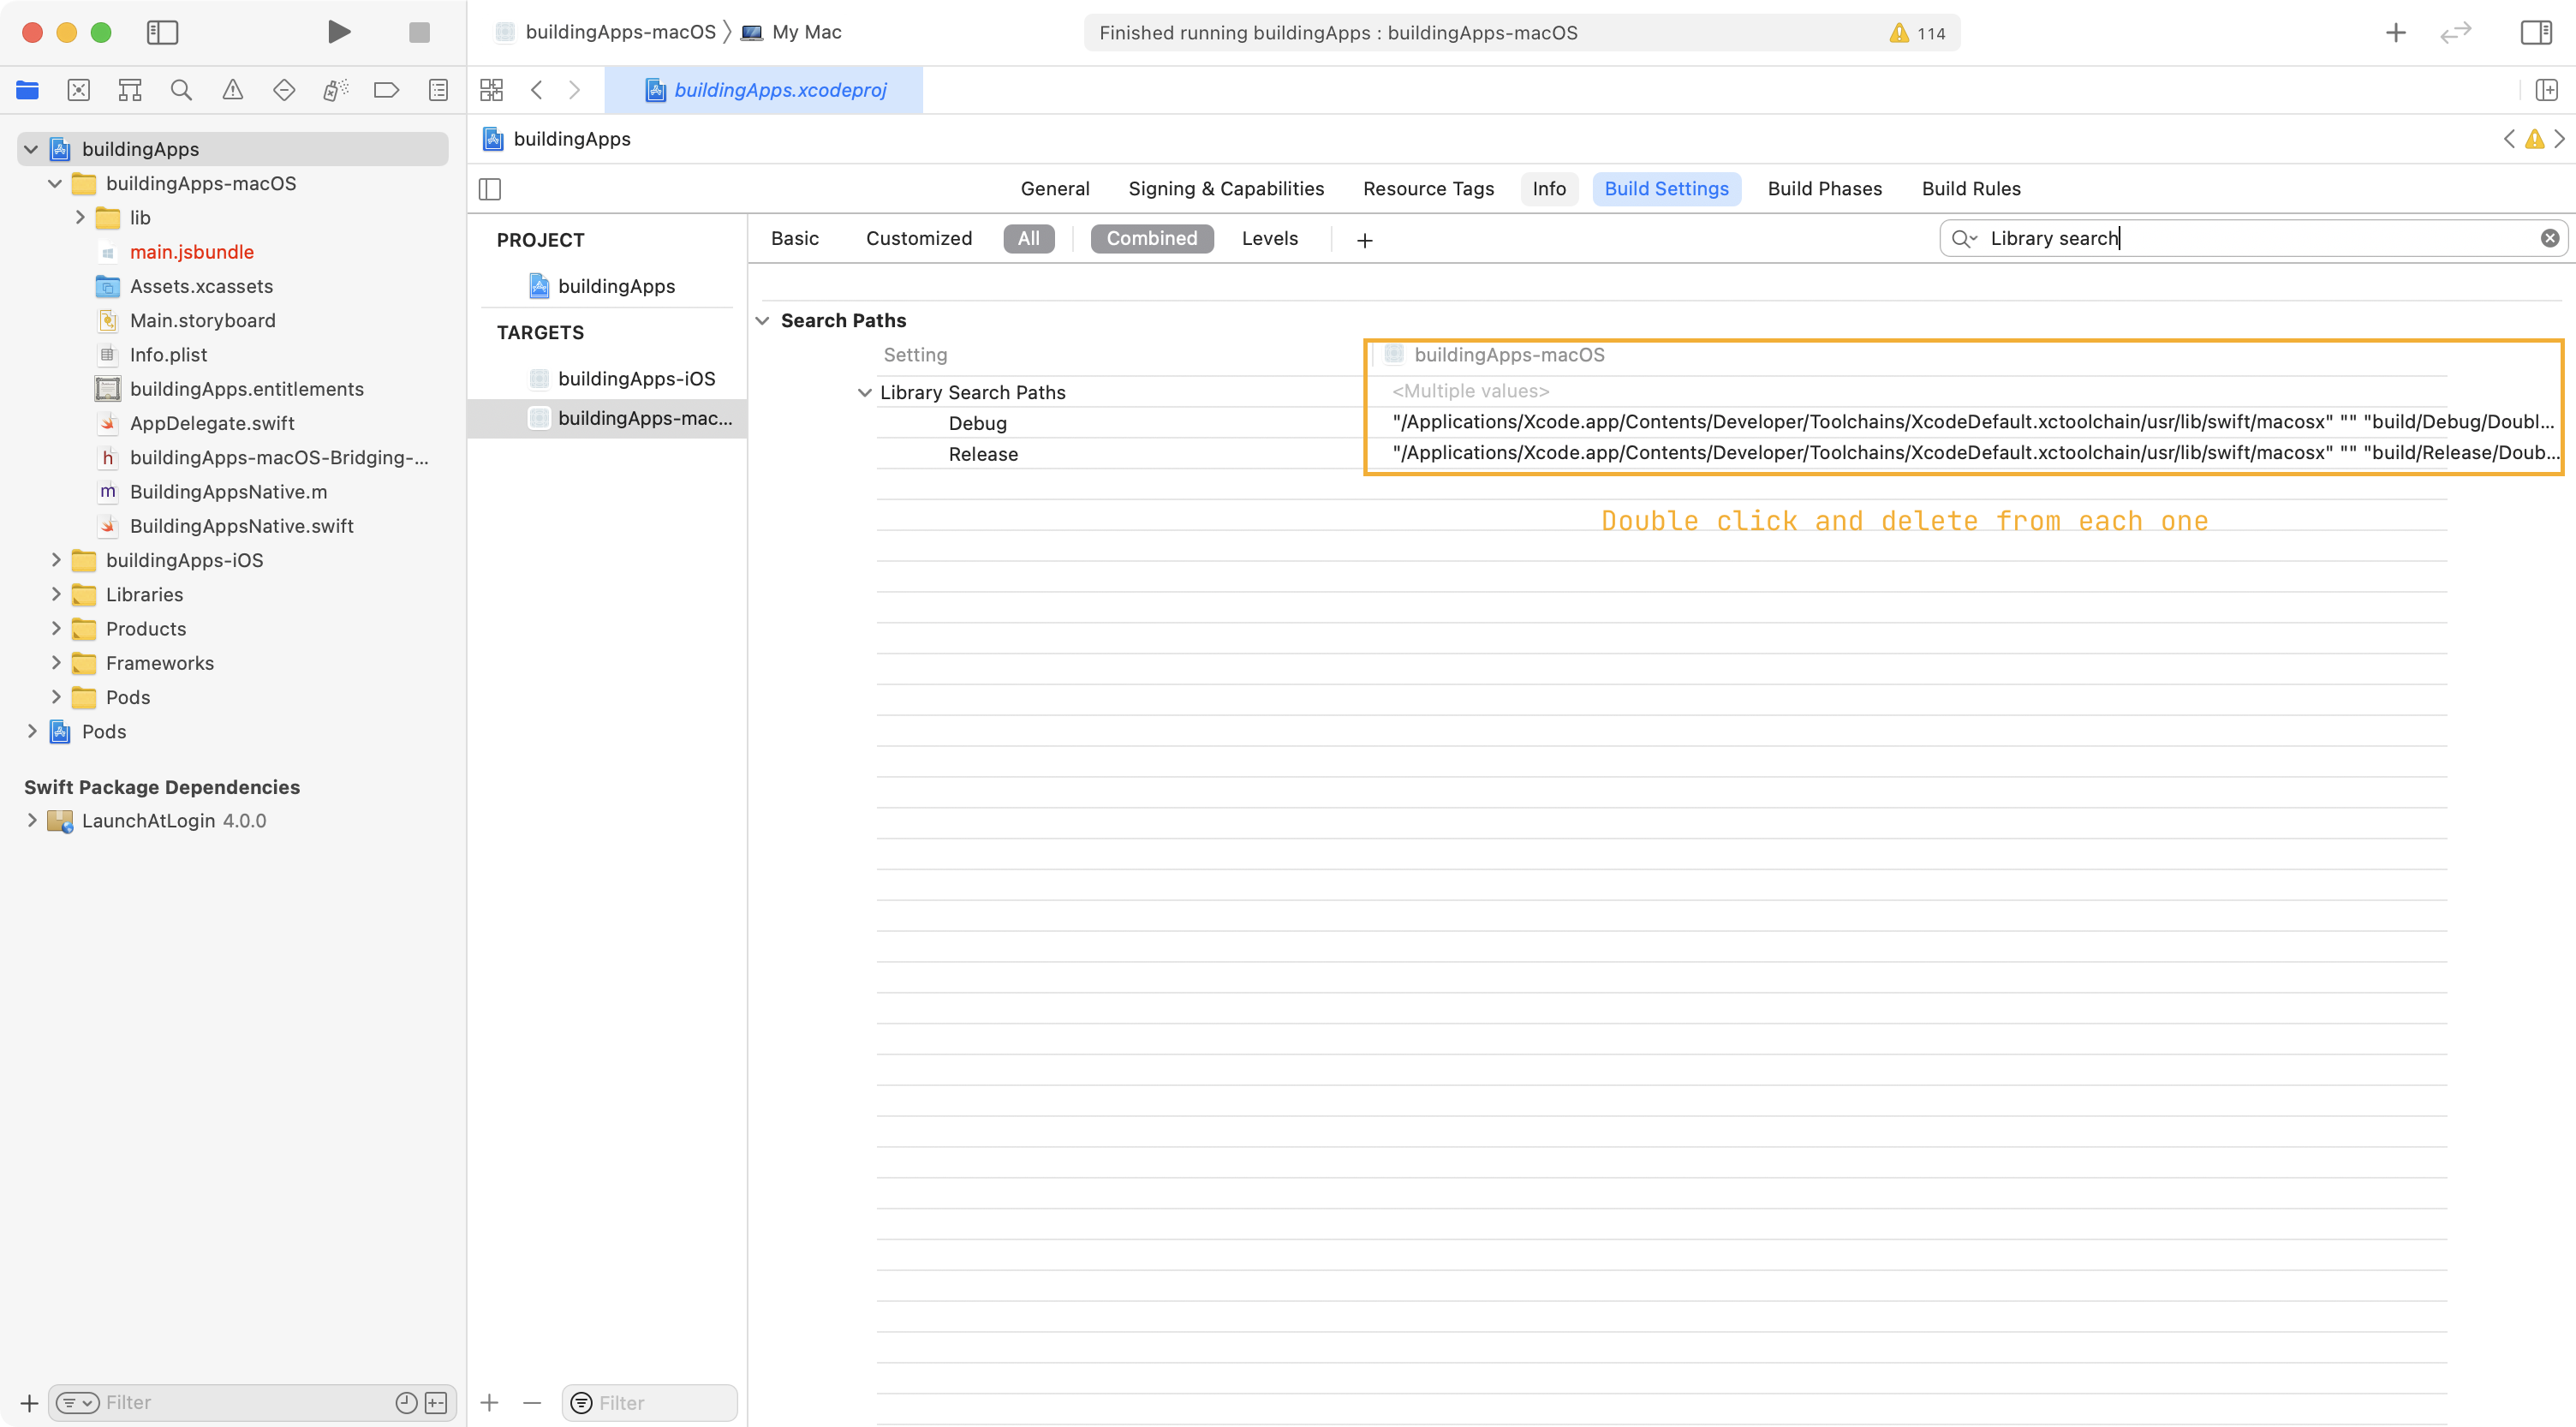 buildingApps-macOS 〉 My Mac
Finished running buildingApps : buildingApps-macOS
114
buildingApps.xcodeproj
buildingApps
buildingApps-macOS
lib
main.jsbundle
Assets.xcassets
Main.storyboard
Info.plist
buildingApps.entitlements
AppDelegate.swift
h buildingApps-macOS-Bridging-...
m BuildingAppsNative.m
BuildingAppsNative.swift
buildingApps-iOS
Libraries
Products
Frameworks
Pods
Pods
Swift Package Dependencies
LaunchAtLogin 4.0.0
Filter
buildingApps
General Signing & Capabilities Resource Tags Info Build Settings Build Phases Build Rules
PROJECT
buildingApps
TARGETS
buildingApps-iOS
buildingApps-mac...
Filter
Basic Customized All Combined Levels
Library search
Search Paths
Setting buildingApps-macOS
Library Search Paths <Multiple values>
Debug "/Applications/Xcode.app/Contents/Developer/Toolchains/XcodeDefault.xctoolchain/usr/lib/swift/macosx" "" "build/Debug/Doubl...
Release "/Applications/Xcode.app/Contents/Developer/Toolchains/XcodeDefault.xctoolchain/usr/lib/swift/macosx" "" "build/Release/Doub...
Double click and delete from each one